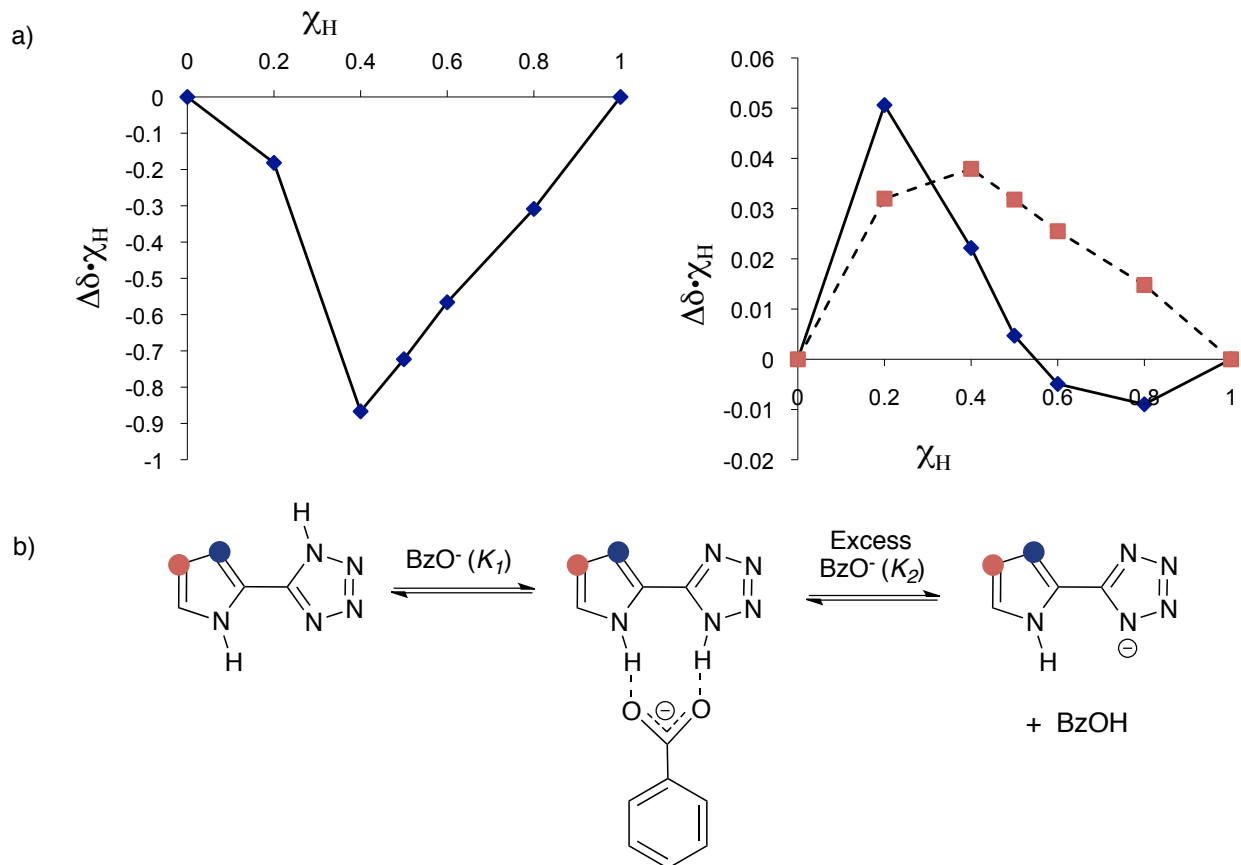 a)
χH
0 0.2 0.4 0.6 0.8 1
0
-0.1
-0.2
-0.3
-0.4
-0.5
-0.6
-0.7
-0.8
-0.9
-1
Δδ•χH
0.06
0.05
0.04
0.03
0.02
0.01
0
-0.01
-0.02
Δδ•χH
0 0.2 0.4 0.6 0.8 1
χH
b)
H
N
N
N
N
N
H
BzO⁻ (K1)
N
N
N
N
N
H
H
O
⊖
O
Excess
BzO⁻ (K2)
N
N
N
N
N
⊖
H
+ BzOH